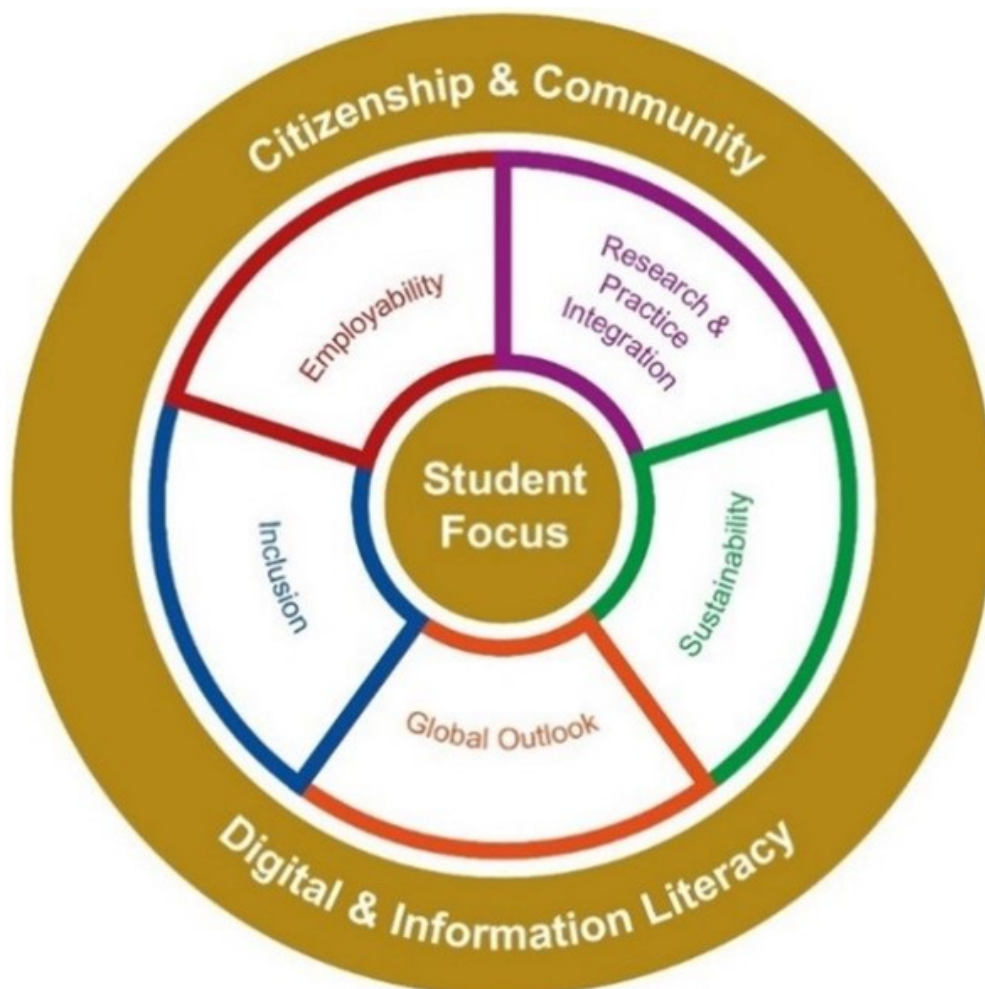 Citizenship & Community
Employability
Research &
Practice
Integration
Student
Focus
Inclusion
Sustainability
Global Outlook
Digital & Information Literacy